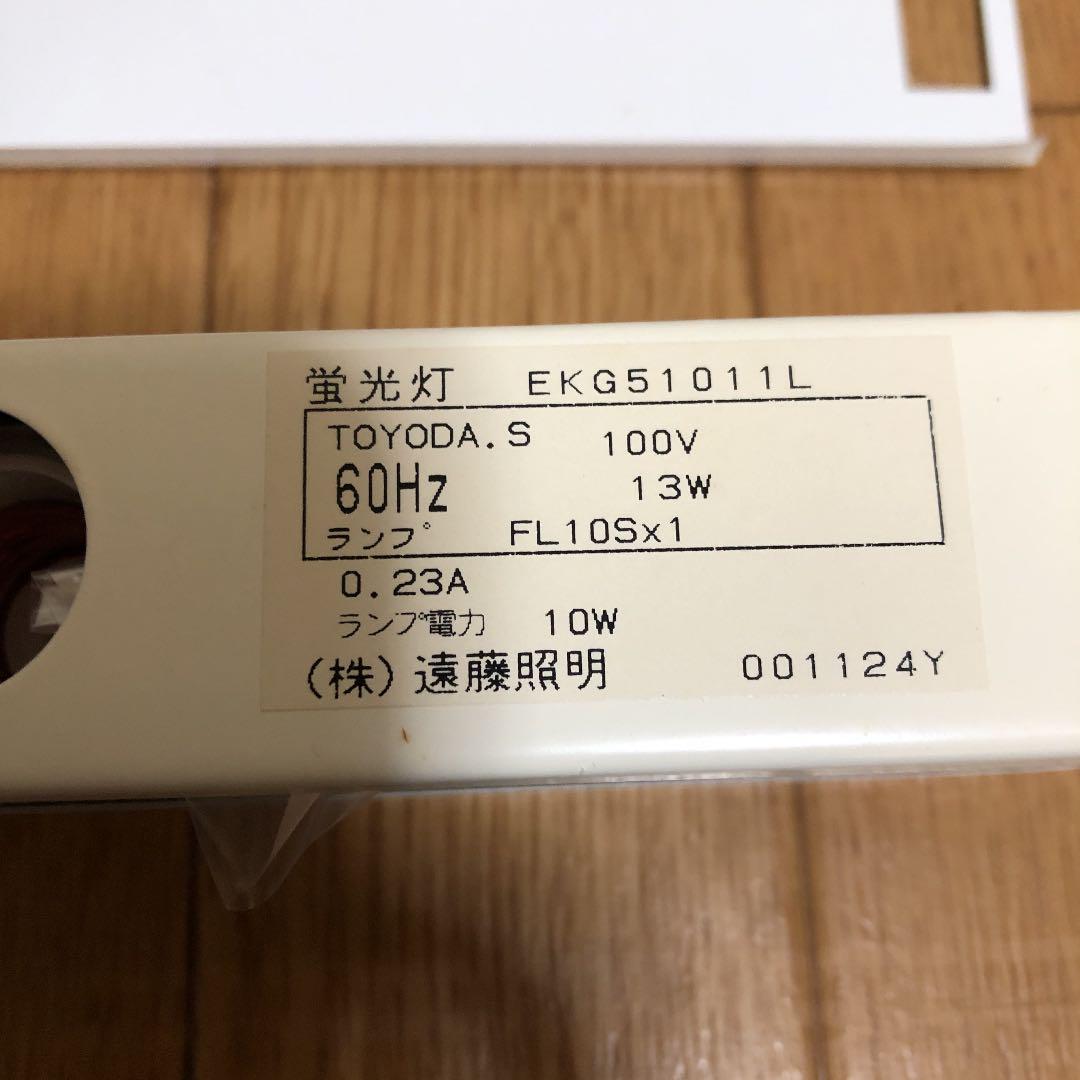 蛍光灯 EKG51011L
TOYODA.S 100V
60Hz 13W
ランプ FL10Sx1
0.23A
ランプ電力 10W
(株)遠藤照明 001124Y